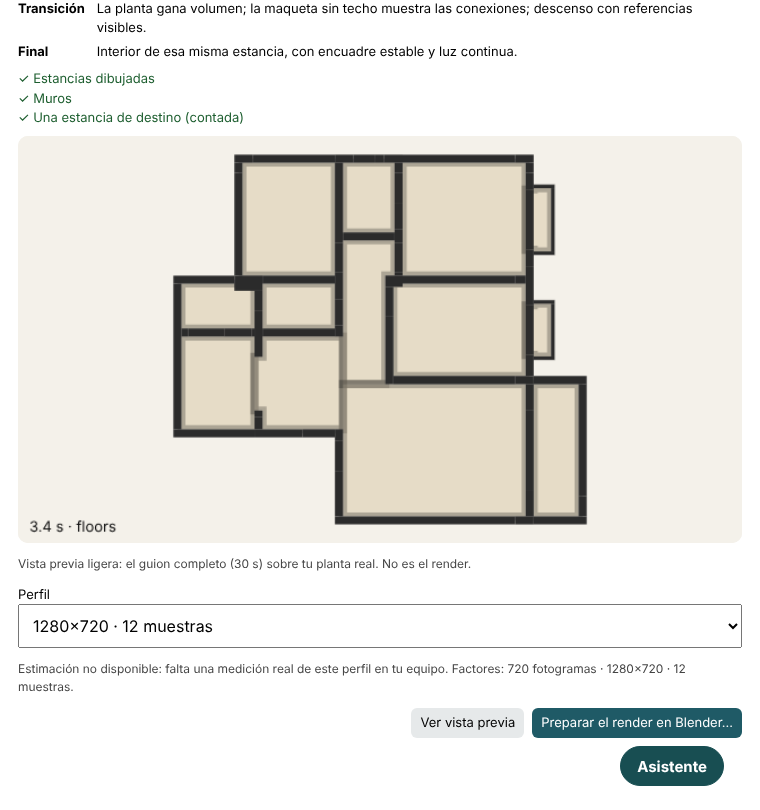 Transición La planta gana volumen; la maqueta sin techo muestra las conexiones; descenso con referencias
visibles.
Final Interior de esa misma estancia, con encuadre estable y luz continua.
✓ Estancias dibujadas
✓ Muros
✓ Una estancia de destino (contada)
3.4 s · floors
Vista previa ligera: el guion completo (30 s) sobre tu planta real. No es el render.
Perfil
1280×720 · 12 muestras
Estimación no disponible: falta una medición real de este perfil en tu equipo. Factores: 720 fotogramas · 1280×720 · 12
muestras.
Ver vista previa
Preparar el render en Blender...
Asistente